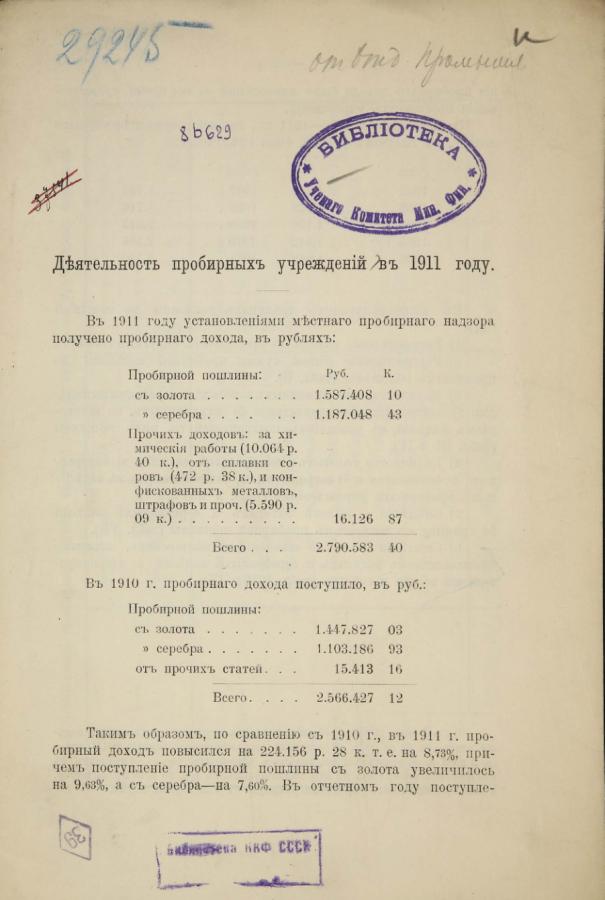 29245
и
8b629
БИБЛІОТЕКА
Ученаго Комитета Мин. Фин.
Дѣятельность пробирныхъ учрежденій въ 1911 году.
Въ 1911 году установленіями мѣстнаго пробирнаго надзора
получено пробирнаго дохода, въ рубляхъ:
Пробирной пошлины: Руб. К.
съ золота . . . . . . . 1.587.408 10
» серебра . . . . . . 1.187.048 43
Прочихъ доходовъ: за хи-
мическія работы (10.064 р.
40 к.), отъ сплавки со-
ровъ (472 р. 38 к.), и кон-
фискованныхъ металловъ,
штрафовъ и проч. (5.590 р.
09 к.) . . . . . . . . . 16.126 87
Всего . . . 2.790.583 40
Въ 1910 г. пробирнаго дохода поступило, въ руб.:
Пробирной пошлины:
съ золота . . . . . . . 1.447.827 03
» серебра . . . . . . . 1.103.186 93
отъ прочихъ статей. . . 15.413 16
Всего. . . . 2.566.427 12
Такимъ образомъ, по сравненію съ 1910 г., въ 1911 г. про-
бирный доходъ повысился на 224.156 р. 28 к. т. е. на 8,73%, при-
чемъ поступленіе пробирной пошлины съ золота увеличилось
на 9,63%, а съ серебра—на 7,60%. Въ отчетномъ году поступле-
Библиотека НКФ СССР